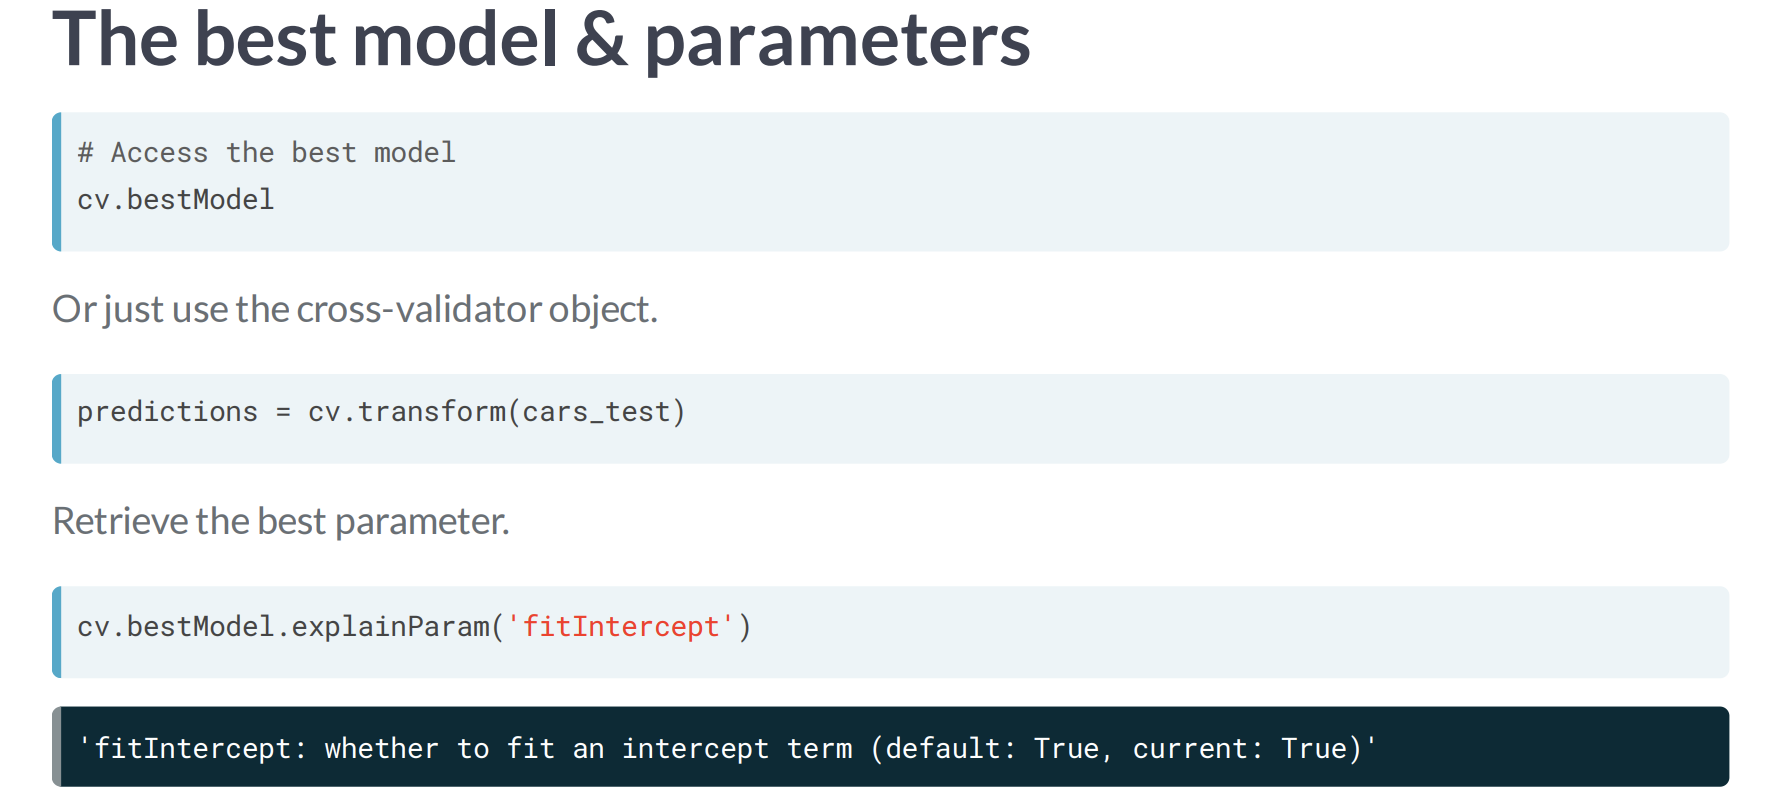 The best model & parameters
# Access the best model
cv.bestModel
Or just use the cross-validator object.
predictions = cv.transform(cars_test)
Retrieve the best parameter.
cv.bestModel.explainParam('fitIntercept')
'fitIntercept: whether to fit an intercept term (default: True, current: True)'